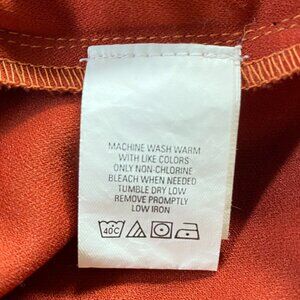 MACHINE WASH WARM
WITH LIKE COLORS
ONLY NON-CHLORINE
BLEACH WHEN NEEDED
TUMBLE DRY LOW
REMOVE PROMPTLY
LOW IRON
40C